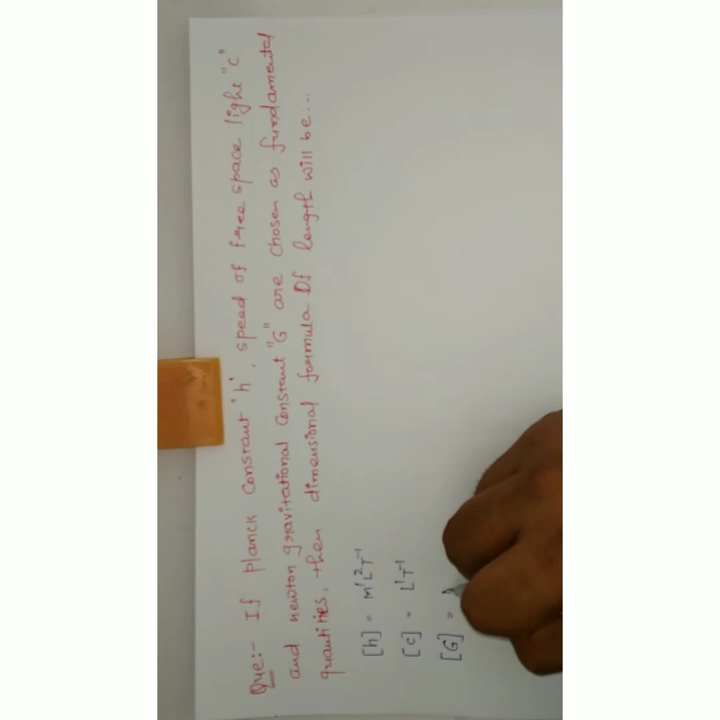 Que:- If planck constant 'h', speed of free space light "c"
and newton gravitational constant "G" are chosen as fundamental
quantities, then dimensional formula Of length will be...
[h] = M¹L²T⁻¹
[c] = L¹T⁻¹
[G] =